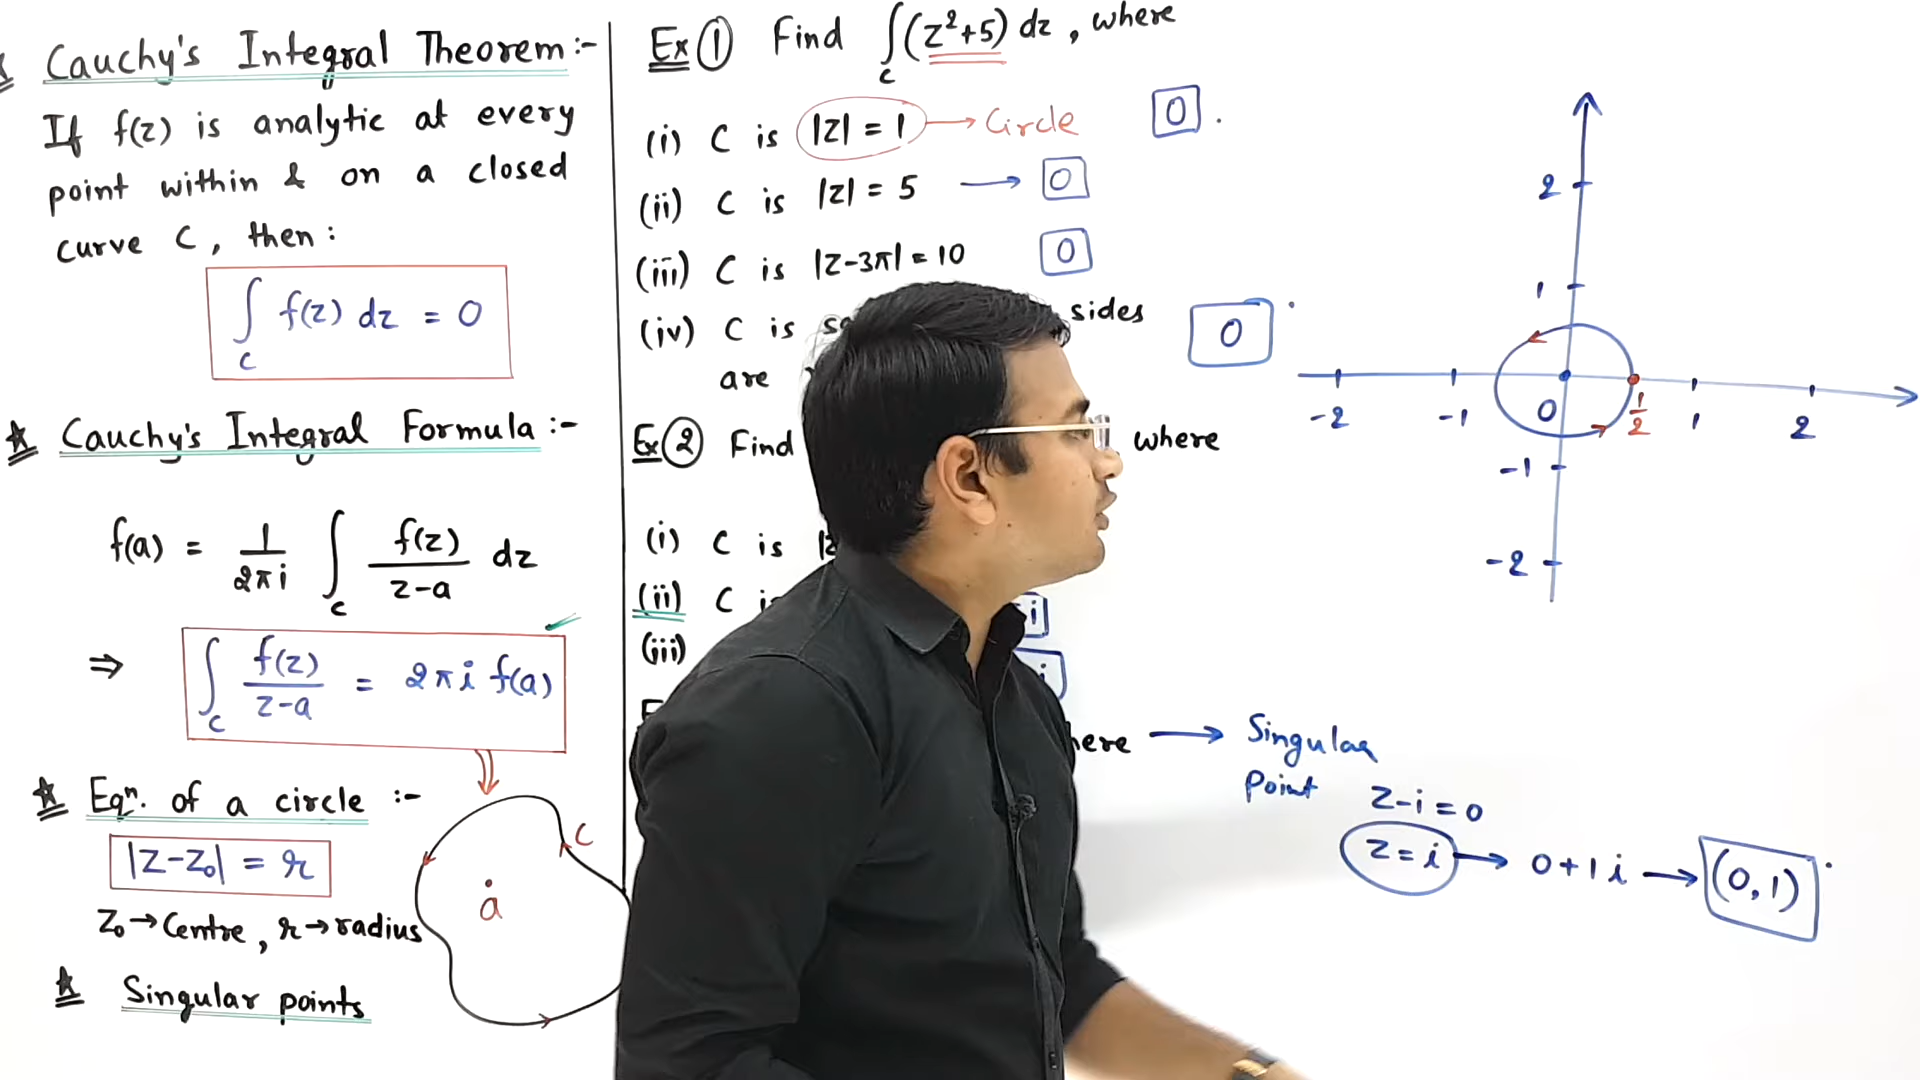 Cauchy's Integral Theorem :-
If f(z) is analytic at every
point within & on a closed
curve C, then :
∫_C f(z) dz = 0
★ Cauchy's Integral Formula :-
f(a) = 1/(2πi) ∫_C f(z)/(z-a) dz
⇒ ∫_C f(z)/(z-a) = 2πi f(a)
★ Eqⁿ. of a circle :-
|z-z₀| = r
z₀ → Centre, r → radius
★ Singular points
C
a
Ex ① Find ∫_C (z²+5) dz, where
(i) C is |z| = 1 → Circle 0 .
(ii) C is |z| = 5 → 0
(iii) C is |z-3π| = 10 0
(iv) C is sides 0
are
Ex ② Find where
(i) C is
(ii) C
(iii)
→ Singular
Point
z-i=0
z=i → 0+1i → (0,1)
2
1
-2 -1 0 1/2 1 2
-1
-2